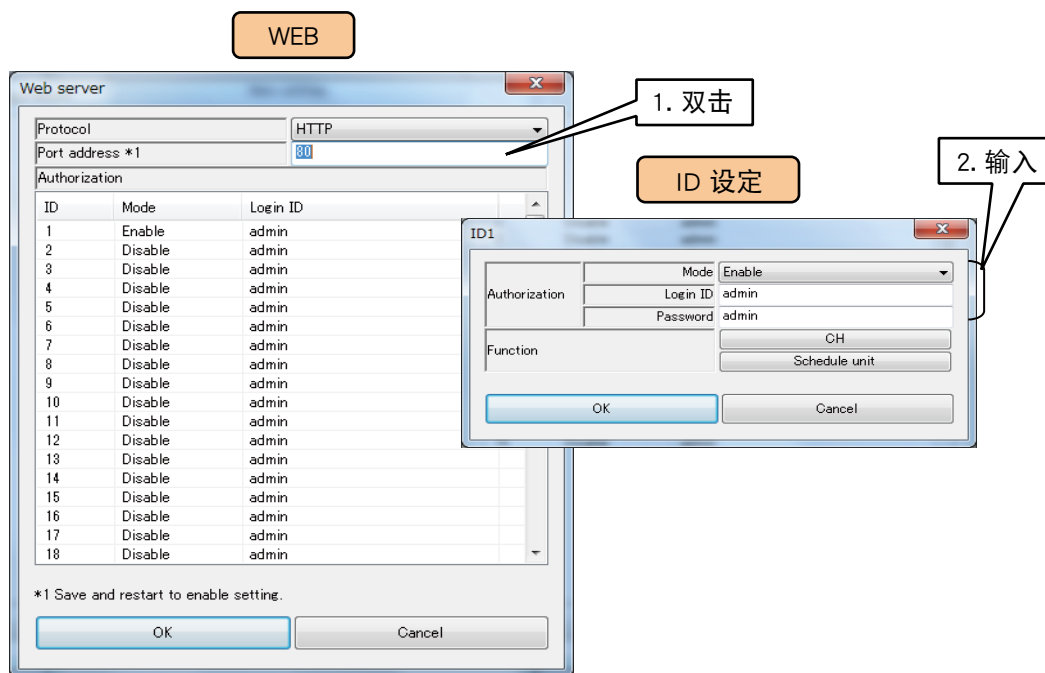 WEB
Web server
1. 双击
Protocol HTTP
Port address *1 80
Authorization
ID 设定
2. 输入
ID Mode Login ID
1 Enable admin
2 Disable admin
3 Disable admin
4 Disable admin
5 Disable admin
6 Disable admin
7 Disable admin
8 Disable admin
9 Disable admin
10 Disable admin
11 Disable admin
12 Disable admin
13 Disable admin
14 Disable admin
15 Disable admin
16 Disable admin
17 Disable admin
18 Disable admin
*1 Save and restart to enable setting.
OK Cancel
ID1
Authorization
Mode Enable
Login ID admin
Password admin
Function
CH
Schedule unit
OK Cancel